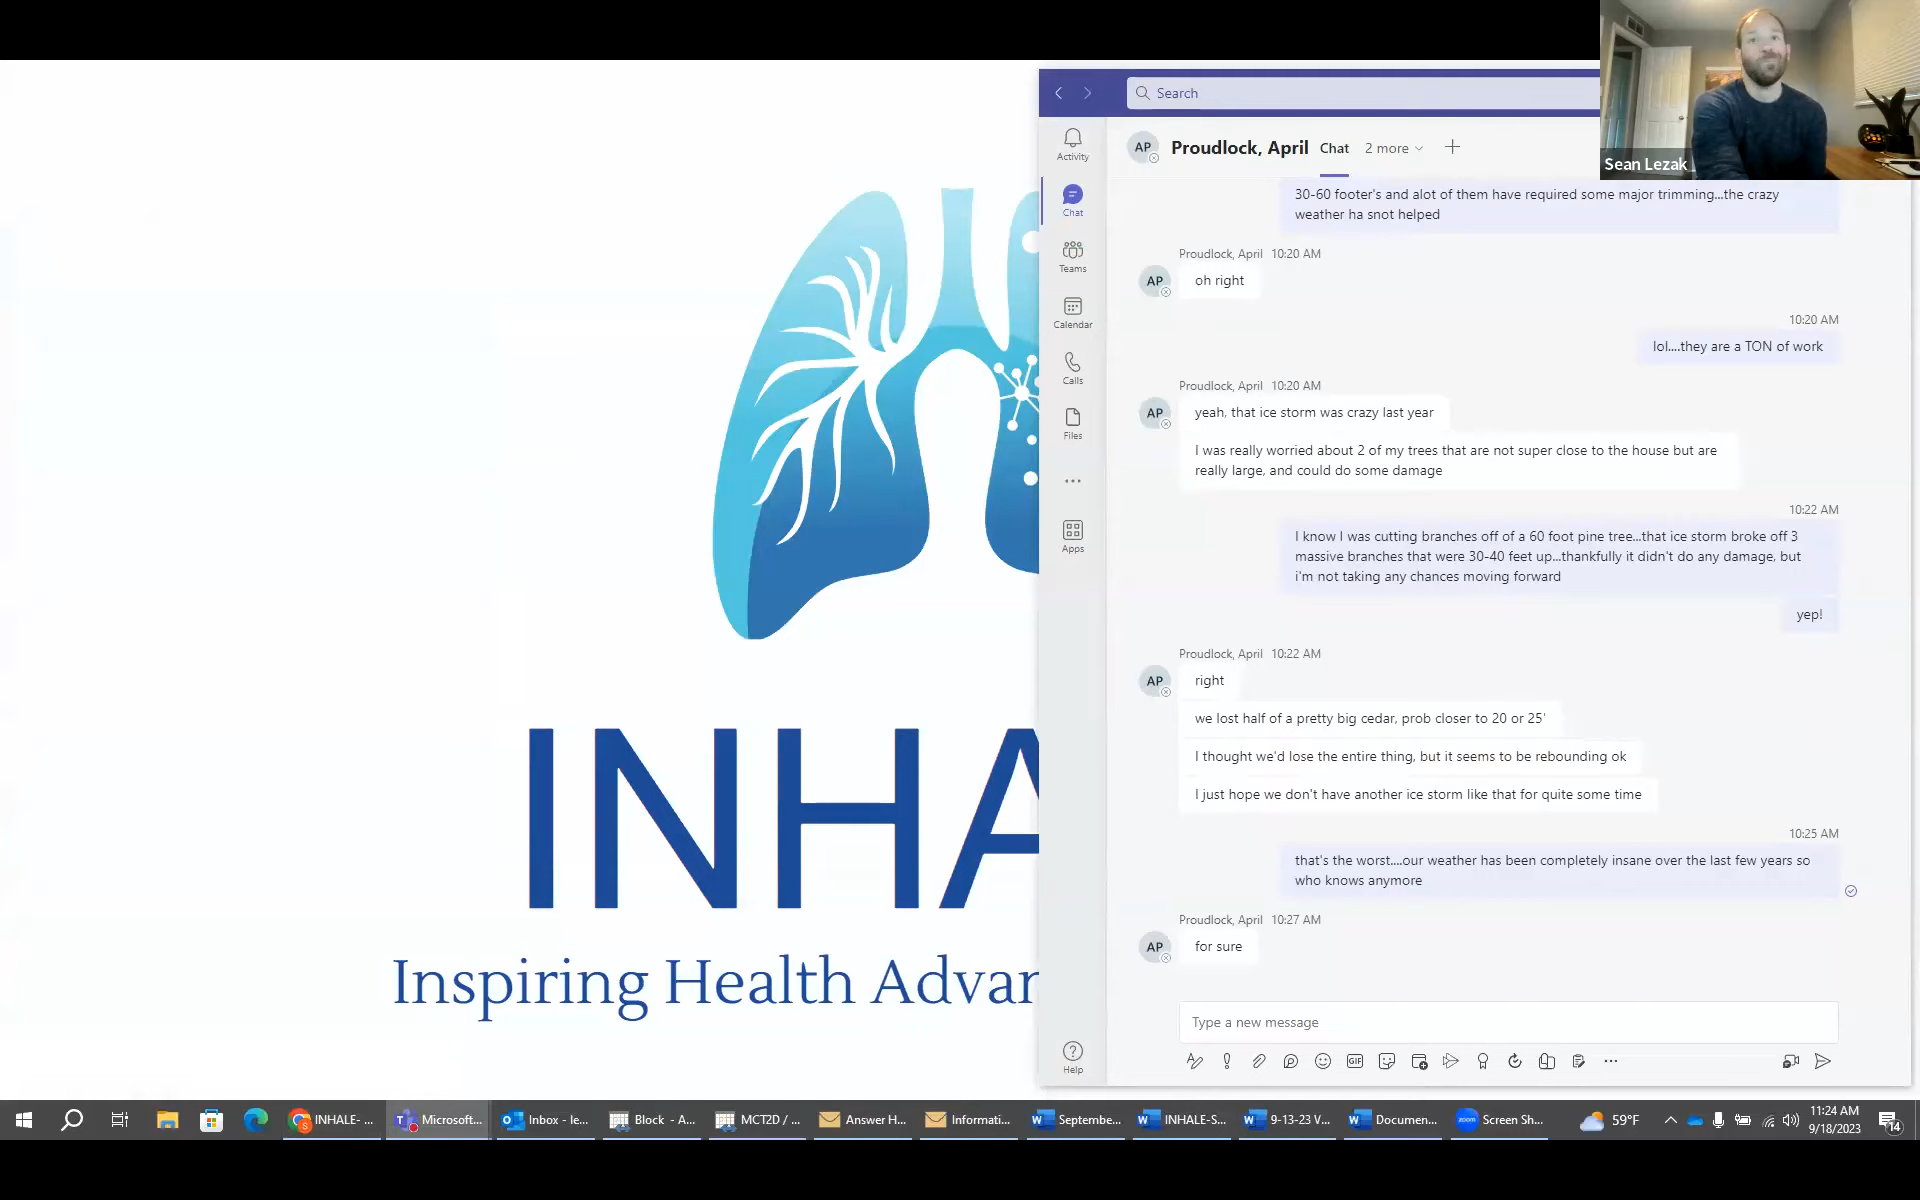 Search
Sean Lezak
Activity
Chat
Teams
Calendar
Calls
Files
Apps
Help
AP
Proudlock, April
Chat
2 more
30-60 footer's and alot of them have required some major trimming...the crazy
weather ha snot helped
Proudlock, April 10:20 AM
AP
oh right
10:20 AM
lol....they are a TON of work
Proudlock, April 10:20 AM
AP
yeah, that ice storm was crazy last year
I was really worried about 2 of my trees that are not super close to the house but are
really large, and could do some damage
10:22 AM
I know I was cutting branches off of a 60 foot pine tree...that ice storm broke off 3
massive branches that were 30-40 feet up...thankfully it didn't do any damage, but
i'm not taking any chances moving forward
yep!
Proudlock, April 10:22 AM
AP
right
we lost half of a pretty big cedar, prob closer to 20 or 25'
I thought we'd lose the entire thing, but it seems to be rebounding ok
I just hope we don't have another ice storm like that for quite some time
10:25 AM
that's the worst....our weather has been completely insane over the last few years so
who knows anymore
Proudlock, April 10:27 AM
AP
for sure
Type a new message
GIF
INHA
Inspiring Health Advan
INHALE- ...
Microsoft...
Inbox - le...
Block - A...
MCT2D / ...
Answer H...
Informati...
Septembe...
INHALE-S...
9-13-23 V...
Documen...
zoom
Screen Sh...
59°F
11:24 AM
9/18/2023
14